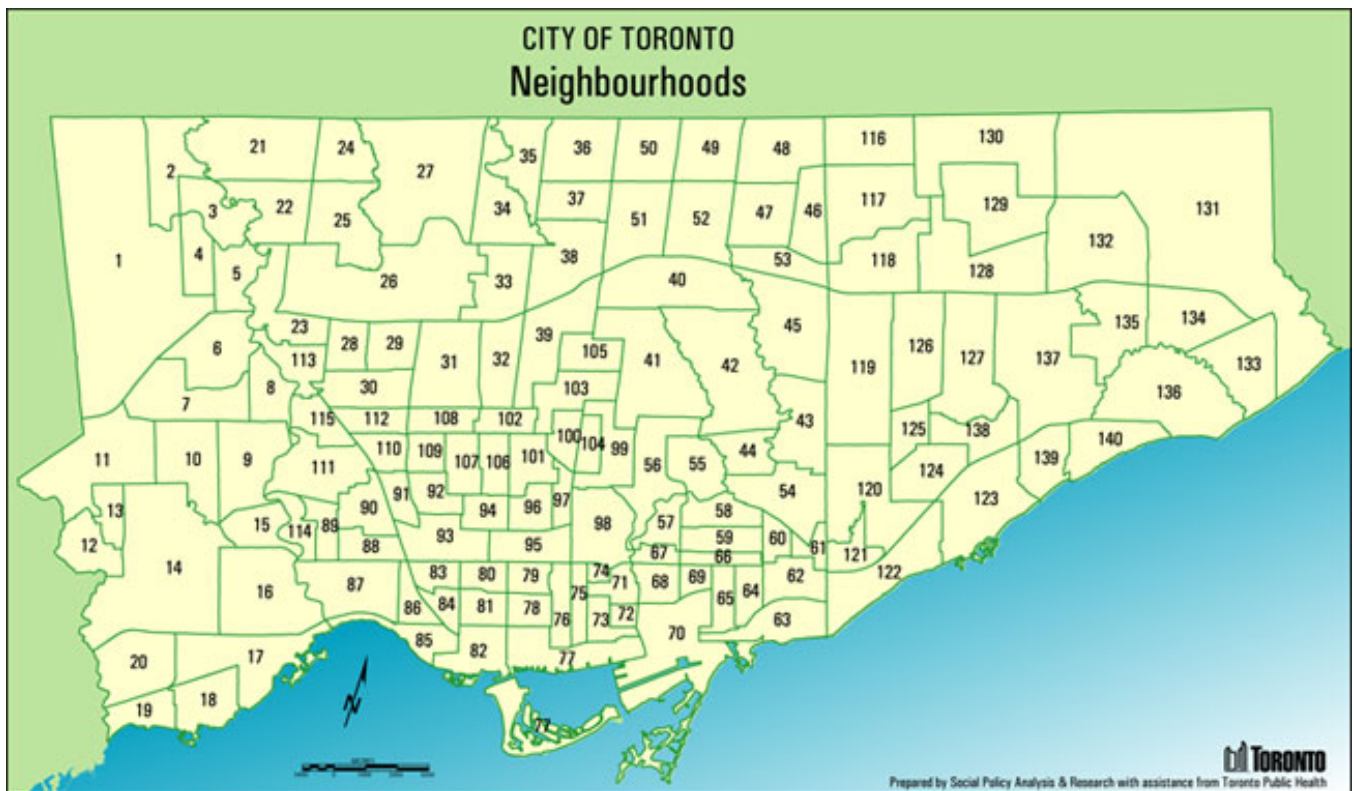 CITY OF TORONTO
Neighbourhoods
116 130
21 24 36 50 49 48
35
2 27
117 129 131
3 22 25 34 37 51 52 47 46
132
1 4 5 26 33 38 40 53 118 128
23 6 28 29 31 32 39 105 41 42 45 119 126 127 137 135 134
113 8 30 103 133
7 136
115 112 108 102 100 104 99 125 138 140
11 10 9 111 110 109 107 106 101 56 55 44 43 124 139
13 90 91 92 94 96 97 54 120 123
12 15 114 89 88 93 95 98 57 58 59 60 61 121
14 16 87 83 80 79 74 71 67 66 68 69 62 122
86 84 81 78 75 76 73 72 65 64 63
20 17 85 82 77 70
19 18
N
77
TORONTO
Prepared by Social Policy Analysis & Research with assistance from Toronto Public Health